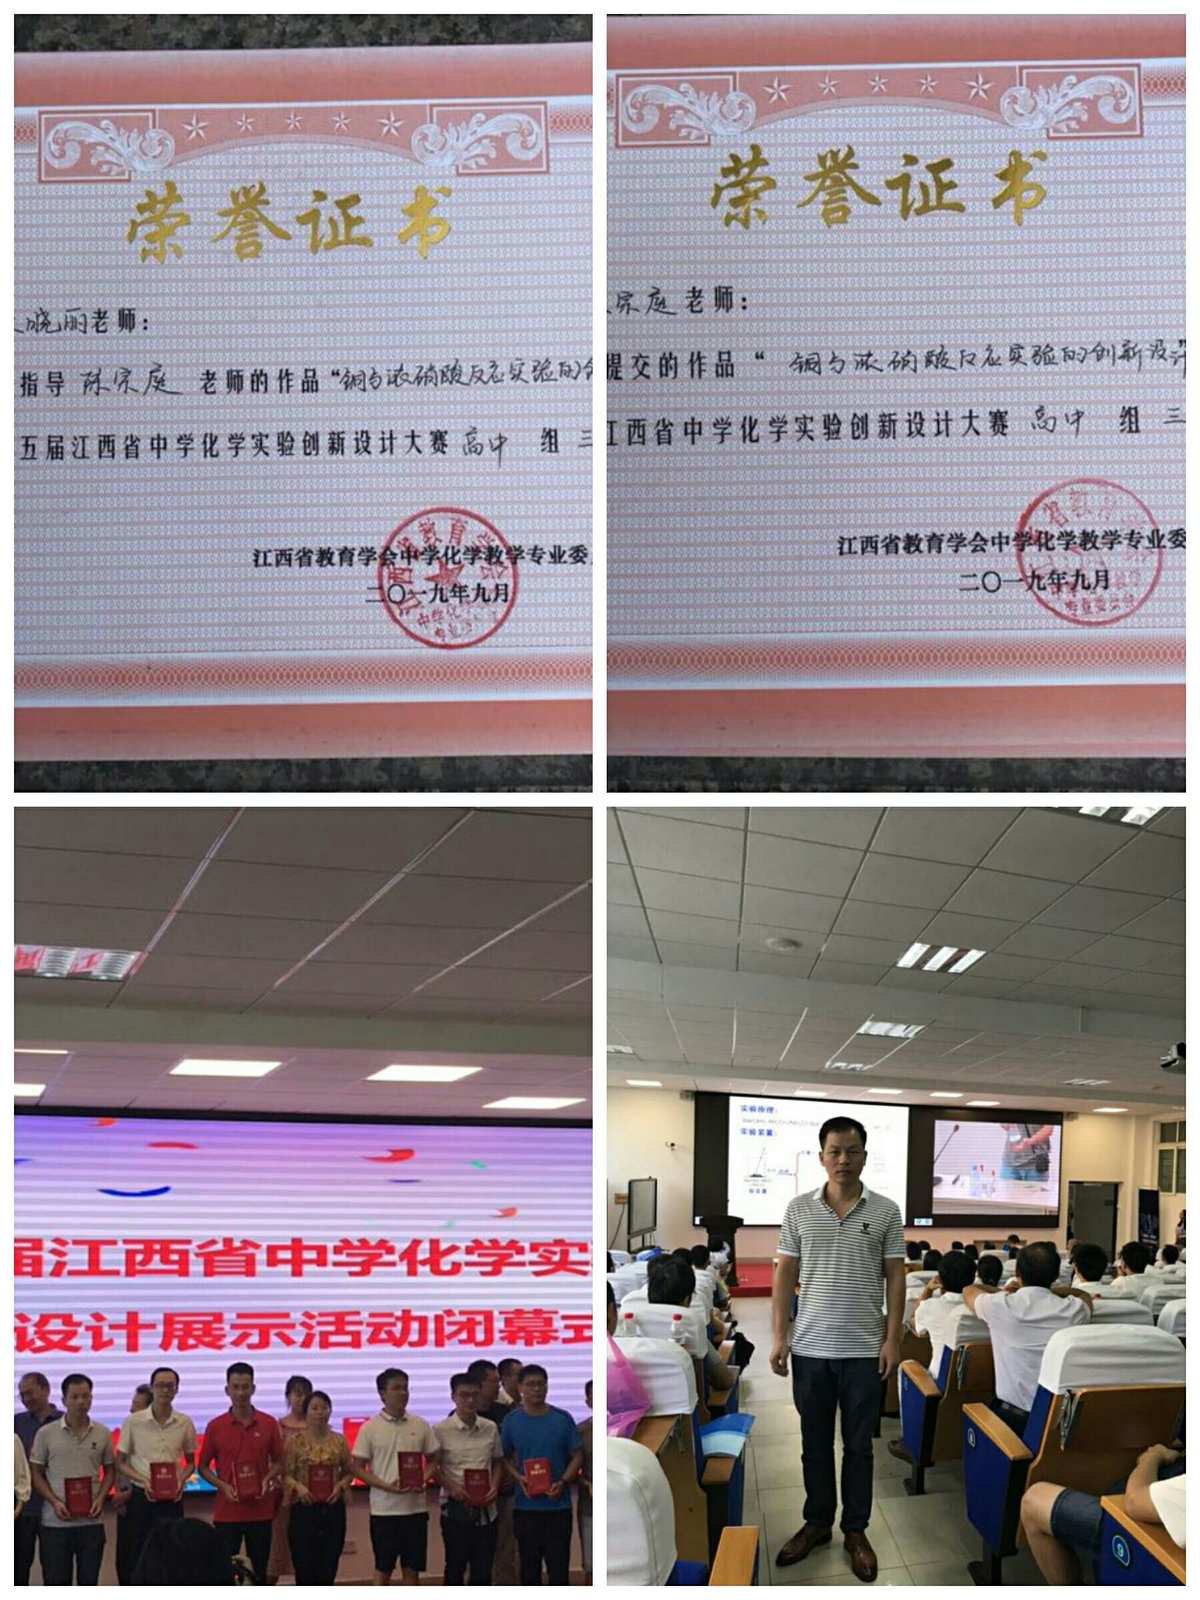 荣誉证书
晓丽老师：
指导 陈宗庭 老师的作品“铜与浓硝酸反应实验的创
五届江西省中学化学实验创新设计大赛 高中 组 三
江西省教育学会中学化学教学专业委
二〇一九年九月
荣誉证书
宗庭老师：
提交的作品“铜与浓硝酸反应实验的创新设计
江西省中学化学实验创新设计大赛 高中 组 三
江西省教育学会中学化学教学专业委
二〇一九年九月
届江西省中学化学实
设计展示活动闭幕式
实验原理：
实验装置：